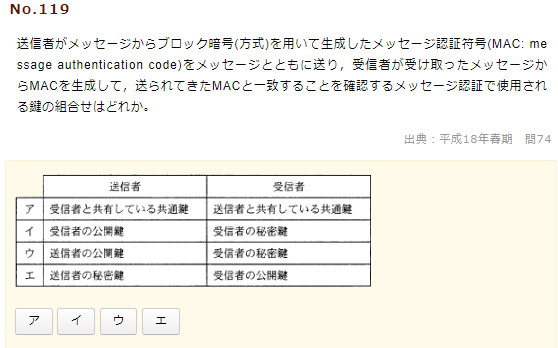 No.119
送信者がメッセージからブロック暗号(方式)を用いて生成したメッセージ認証符号(MAC: me
ssage authentication code)をメッセージとともに送り，受信者が受け取ったメッセージか
らMACを生成して，送られてきたMACと一致することを確認するメッセージ認証で使用され
る鍵の組合せはどれか。
出典：平成18年春期　問74
送信者 受信者
ア 受信者と共有している共通鍵 送信者と共有している共通鍵
イ 受信者の公開鍵 受信者の秘密鍵
ウ 送信者の公開鍵 受信者の秘密鍵
エ 送信者の秘密鍵 受信者の公開鍵
ア イ ウ エ